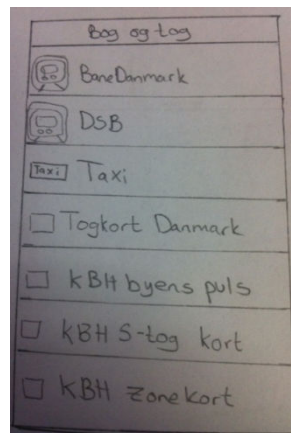 Bog og tog
BaneDanmark
DSB
Taxi Taxi
Togkort Danmark
KBH byens puls
KBH S-tog kort
KBH Zonekort